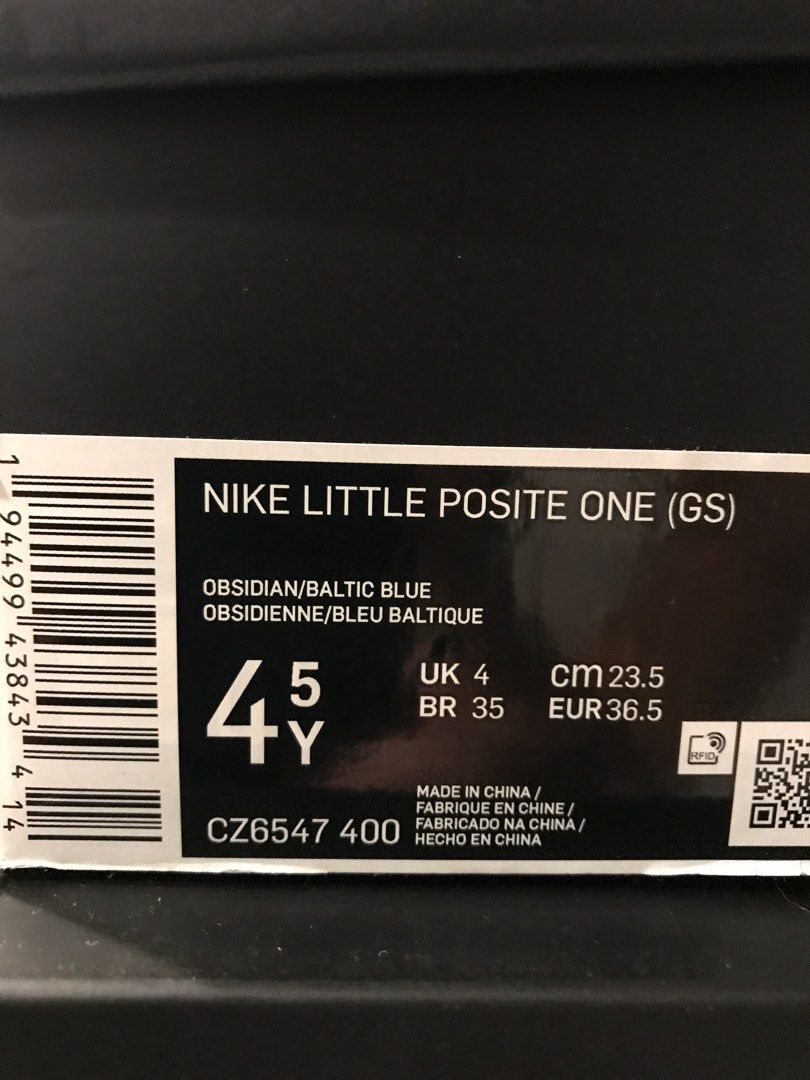 NIKE LITTLE POSITE ONE (GS)
OBSIDIAN/BALTIC BLUE
OBSIDIENNE/BLEU BALTIQUE
4 5 Y
UK 4 cm 23.5
BR 35 EUR 36.5
RFID
CZ6547 400
MADE IN CHINA /
FABRIQUE EN CHINE /
FABRICADO NA CHINA /
HECHO EN CHINA
1 94499 43843 4 14